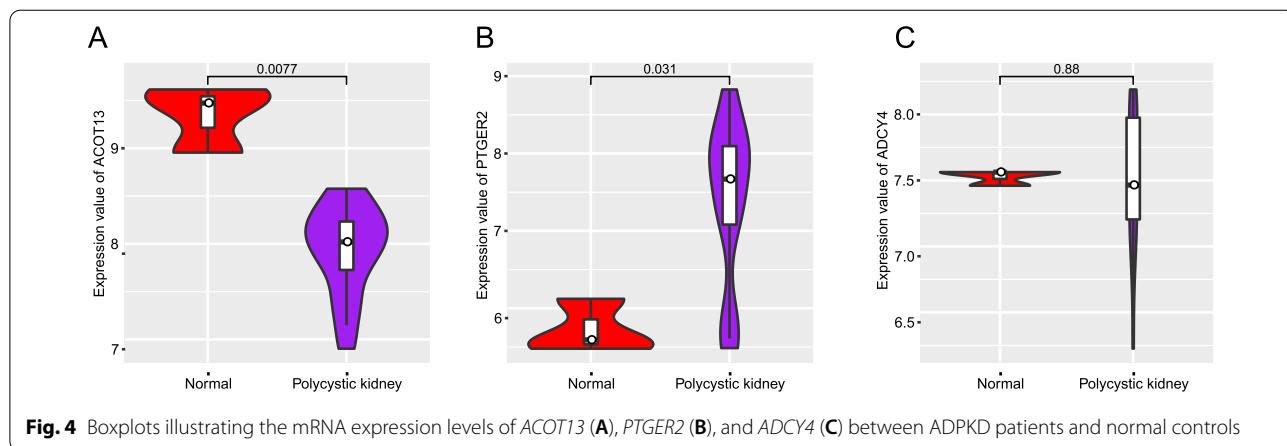 A
0.0077
Expression value of ACOT13
9
8
7
Normal
Polycystic kidney
B
0.031
Expression value of PTGER2
9
8
7
6
Normal
Polycystic kidney
C
0.88
Expression value of ADCY4
8.0
7.5
7.0
6.5
Normal
Polycystic kidney
Fig. 4 Boxplots illustrating the mRNA expression levels of ACOT13 (A), PTGER2 (B), and ADCY4 (C) between ADPKD patients and normal controls